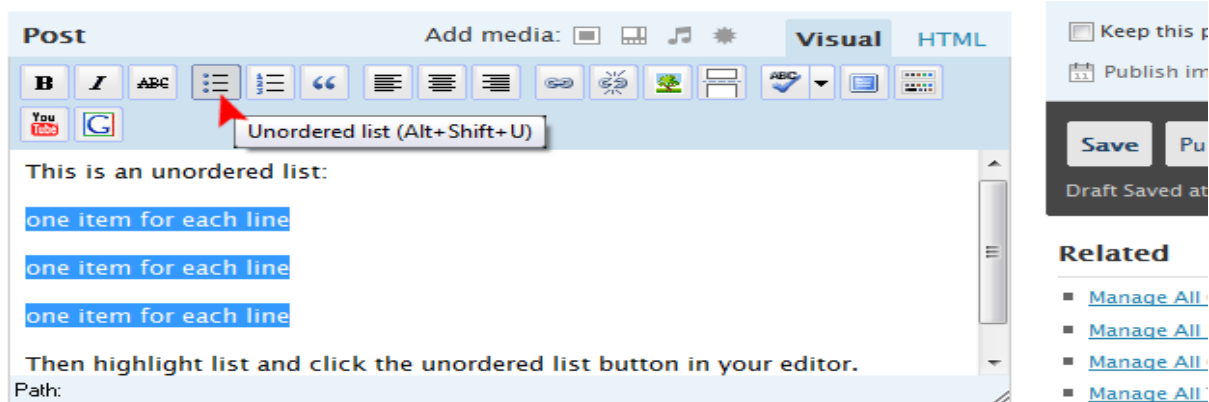 Post Add media: Visual HTML
B I ABC ABC
You Tube G
Unordered list (Alt+Shift+U)
This is an unordered list:
one item for each line
one item for each line
one item for each line
Then highlight list and click the unordered list button in your editor.
Path:
Keep this p
Publish im
Save Pu
Draft Saved at
Related
Manage All
Manage All
Manage All
Manage All